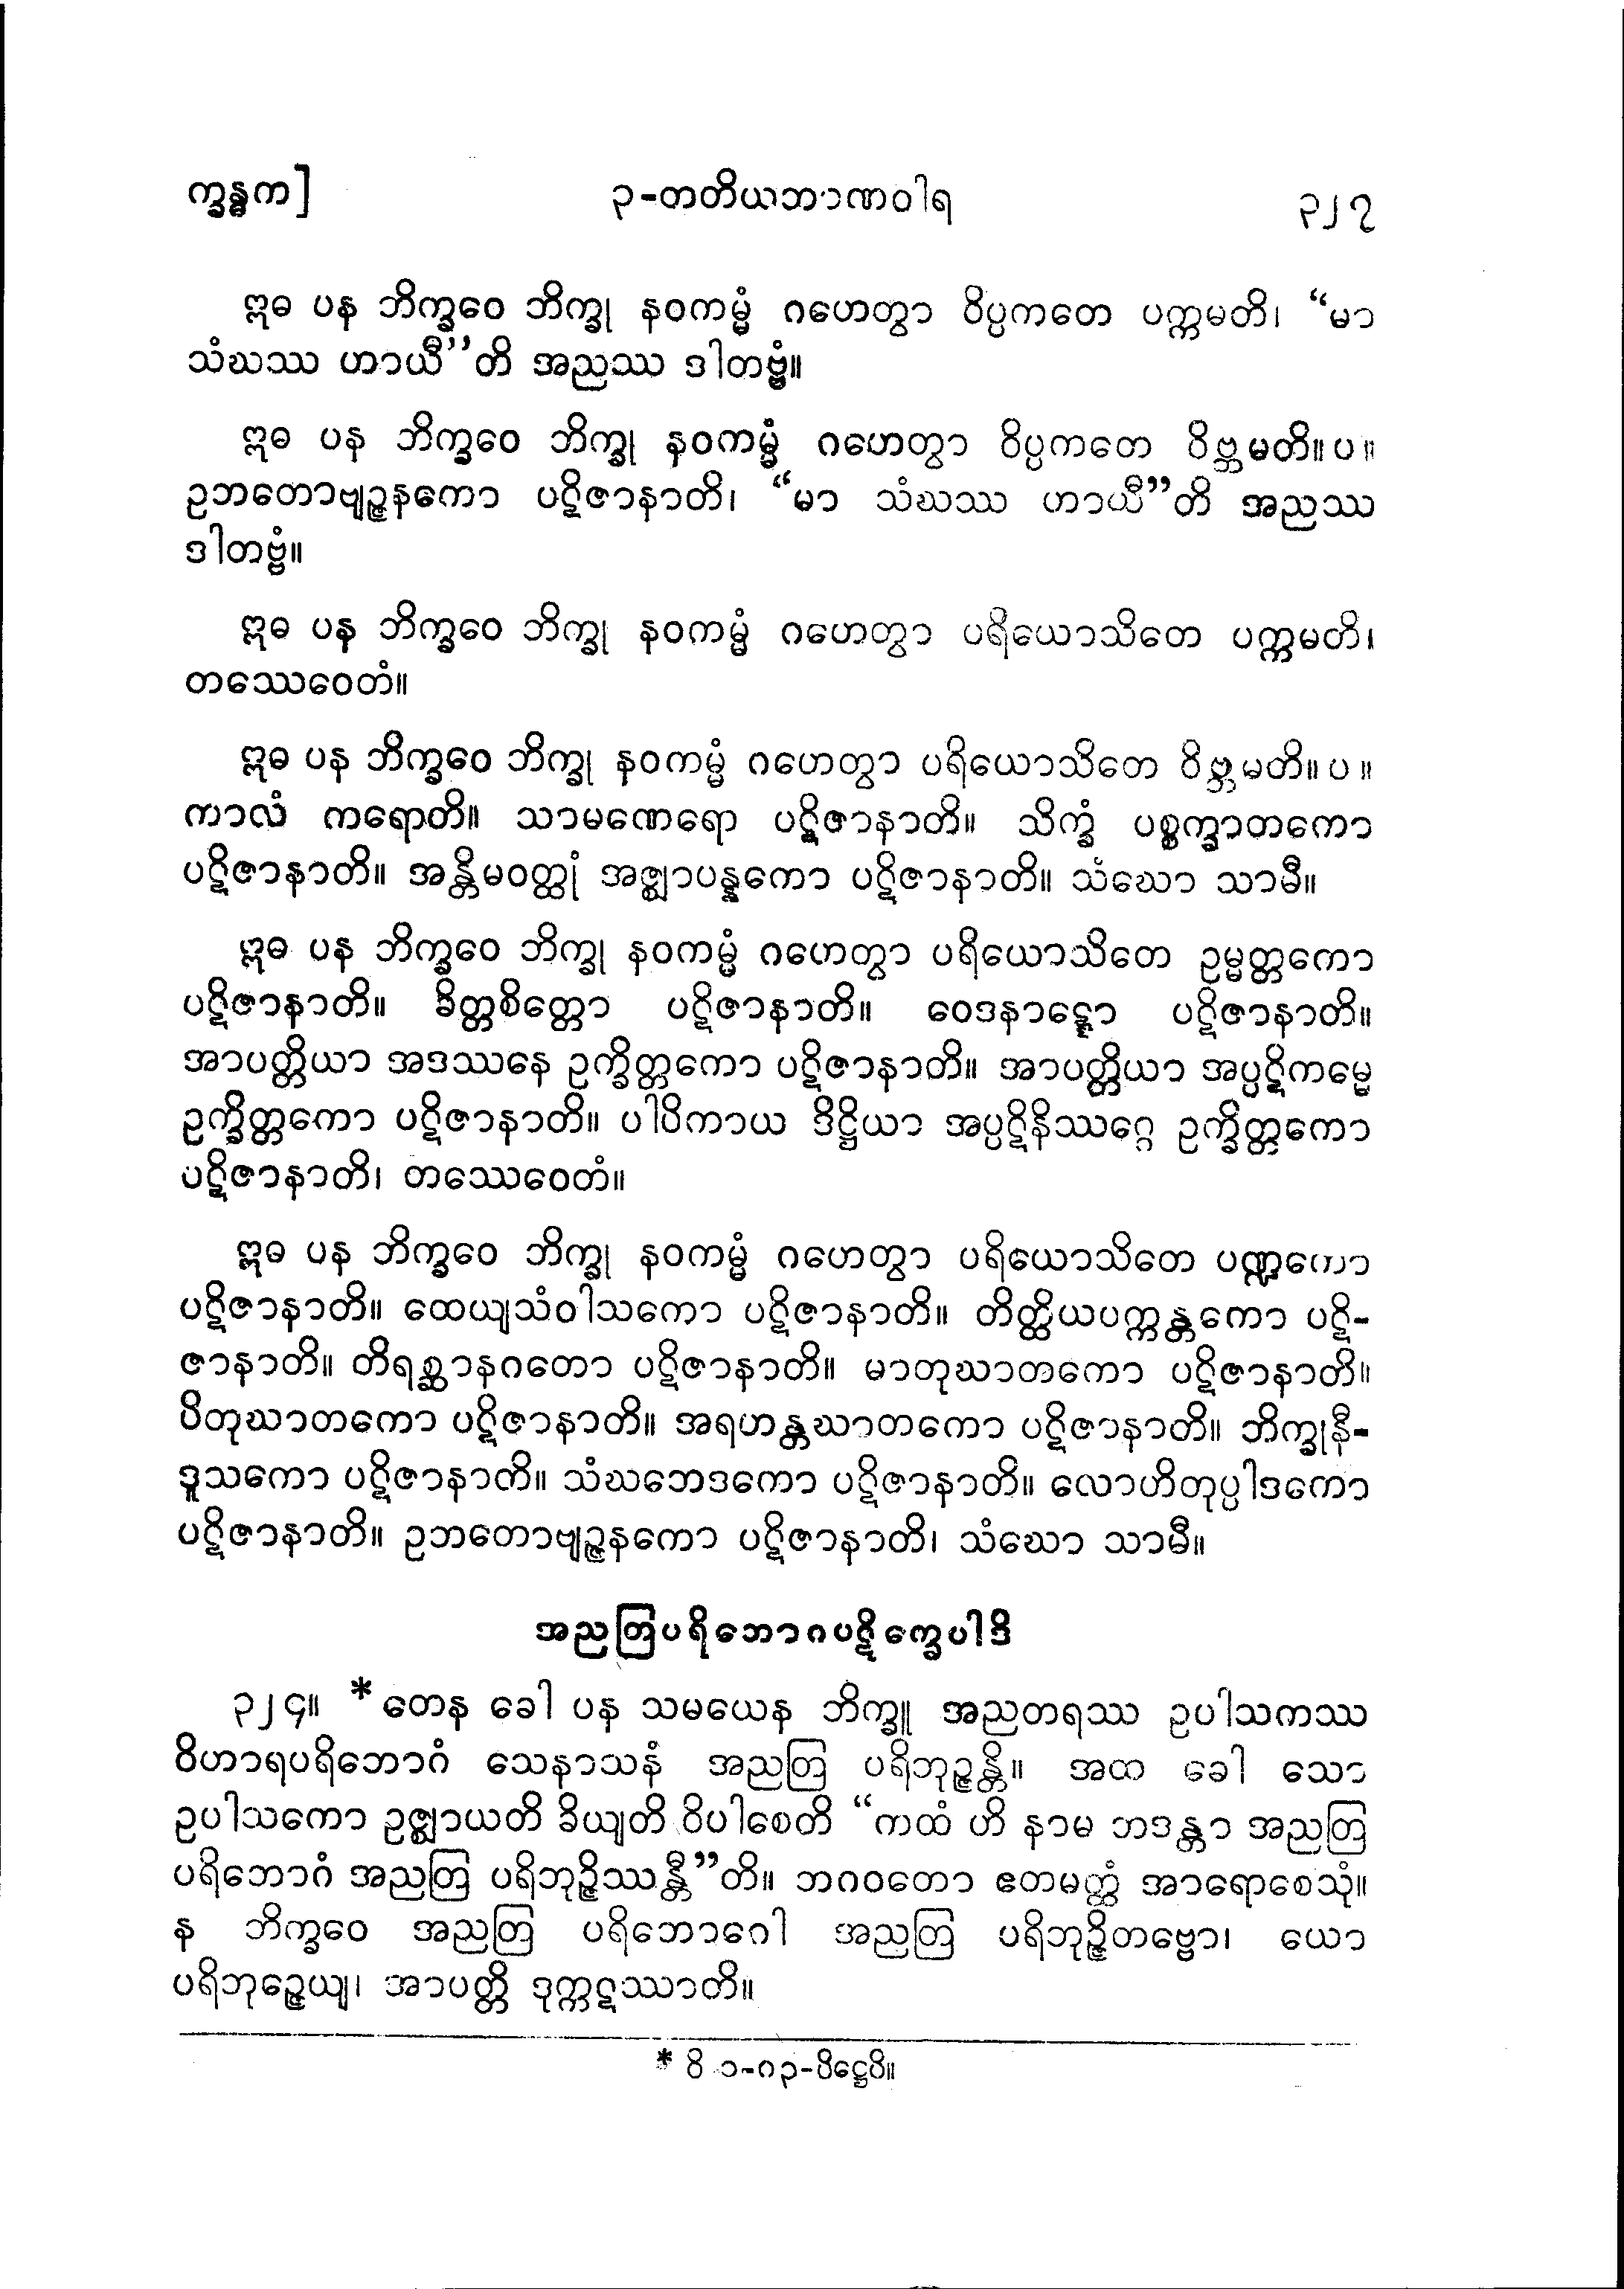 က္ခန္ဓက]
၃-တတိယဘာဏဝါရ
၃၂၇
ဣဓ ပန ဘိက္ခဝေ ဘိက္ခု နဝကမ္မံ ဂဟေတွာ ဝိပ္ပကတေ ပက္ကမတိ၊ “မာ
သံဃဿ ဟာယီ”တိ အညဿ ဒါတဗ္ဗံ။
ဣဓ ပန ဘိက္ခဝေ ဘိက္ခု နဝကမ္မံ ဂဟေတွာ ဝိပ္ပကတေ ဝိဗ္ဘမတိ။ပ။
ဥဘတောဗျဉ္ဇနကော ပဋိဇာနာတိ၊ “မာ သံဃဿ ဟာယီ”တိ အညဿ
ဒါတဗ္ဗံ။
ဣဓ ပန ဘိက္ခဝေ ဘိက္ခု နဝကမ္မံ ဂဟေတွာ ပရိယောသိတေ ပက္ကမတိ၊
တဿေဝေတံ။
ဣဓ ပန ဘိက္ခဝေ ဘိက္ခု နဝကမ္မံ ဂဟေတွာ ပရိယောသိတေ ဝိဗ္ဘမတိ။ပ။
ကာလံ ကရောတိ။ သာမဏေရော ပဋိဇာနာတိ။ သိက္ခံ ပစ္စက္ခာတကော
ပဋိဇာနာတိ။ အန္တိမဝတ္ထုံ အဇ္ဈာပန္နကော ပဋိဇာနာတိ။ သံဃော သာမီ။
ဣဓ ပန ဘိက္ခဝေ ဘိက္ခု နဝကမ္မံ ဂဟေတွာ ပရိယောသိတေ ဥမ္မတ္တကော
ပဋိဇာနာတိ။ ခိတ္တစိတ္တော ပဋိဇာနာတိ။ ဝေဒနာဋ္ဋော ပဋိဇာနာတိ။
အာပတ္တိယာ အဒဿနေ ဥက္ခိတ္တကော ပဋိဇာနာတိ။ အာပတ္တိယာ အပ္ပဋိကမ္မေ
ဥက္ခိတ္တကော ပဋိဇာနာတိ။ ပါပိကာယ ဒိဋ္ဌိယာ အပ္ပဋိနိဿဂ္ဂေ ဥက္ခိတ္တကော
ပဋိဇာနာတိ၊ တဿေဝေတံ။
ဣဓ ပန ဘိက္ခဝေ ဘိက္ခု နဝကမ္မံ ဂဟေတွာ ပရိယောသိတေ ပဏ္ဍကော
ပဋိဇာနာတိ။ ထေယျသံဝါသကော ပဋိဇာနာတိ။ တိတ္ထိယပက္ကန္တကော ပဋိ-
ဇာနာတိ။ တိရစ္ဆာနဂတော ပဋိဇာနာတိ။ မာတုဃာတကော ပဋိဇာနာတိ။
ပိတုဃာတကော ပဋိဇာနာတိ။ အရဟန္တဃာတကော ပဋိဇာနာတိ။ ဘိက္ခုနီ-
ဒူသကော ပဋိဇာနာတိ။ သံဃဘေဒကော ပဋိဇာနာတိ။ လောဟိတုပ္ပါဒကော
ပဋိဇာနာတိ။ ဥဘတောဗျဉ္ဇနကော ပဋိဇာနာတိ၊ သံဃော သာမီ။
အညတြပရိဘောဂပဋိက္ခေပါဒိ
၃၂၄။ *တေန ခေါ ပန သမယေန ဘိက္ခူ အညတရဿ ဥပါသကဿ
ဝိဟာရပရိဘောဂံ သေနာသနံ အညတြ ပရိဘုဉ္ဇန္တိ။ အထ ခေါ သော
ဥပါသကော ဥဇ္ဈာယတိ ခိယျတိ ဝိပါစေတိ “ကထံ ဟိ နာမ ဘဒန္တာ အညတြ
ပရိဘောဂံ အညတြ ပရိဘုဉ္ဇိဿန္တီ”တိ။ ဘဂဝတော ဧတမတ္ထံ အာရောစေသုံ။
န ဘိက္ခဝေ အညတြ ပရိဘောဂေါ အညတြ ပရိဘုဉ္ဇိတဗ္ဗော၊ ယော
ပရိဘုဉ္ဇေယျ၊ အာပတ္တိ ဒုက္ကဋဿာတိ။
* ဝိ ၁-၈၃-ပိဋ္ဌေပိ။